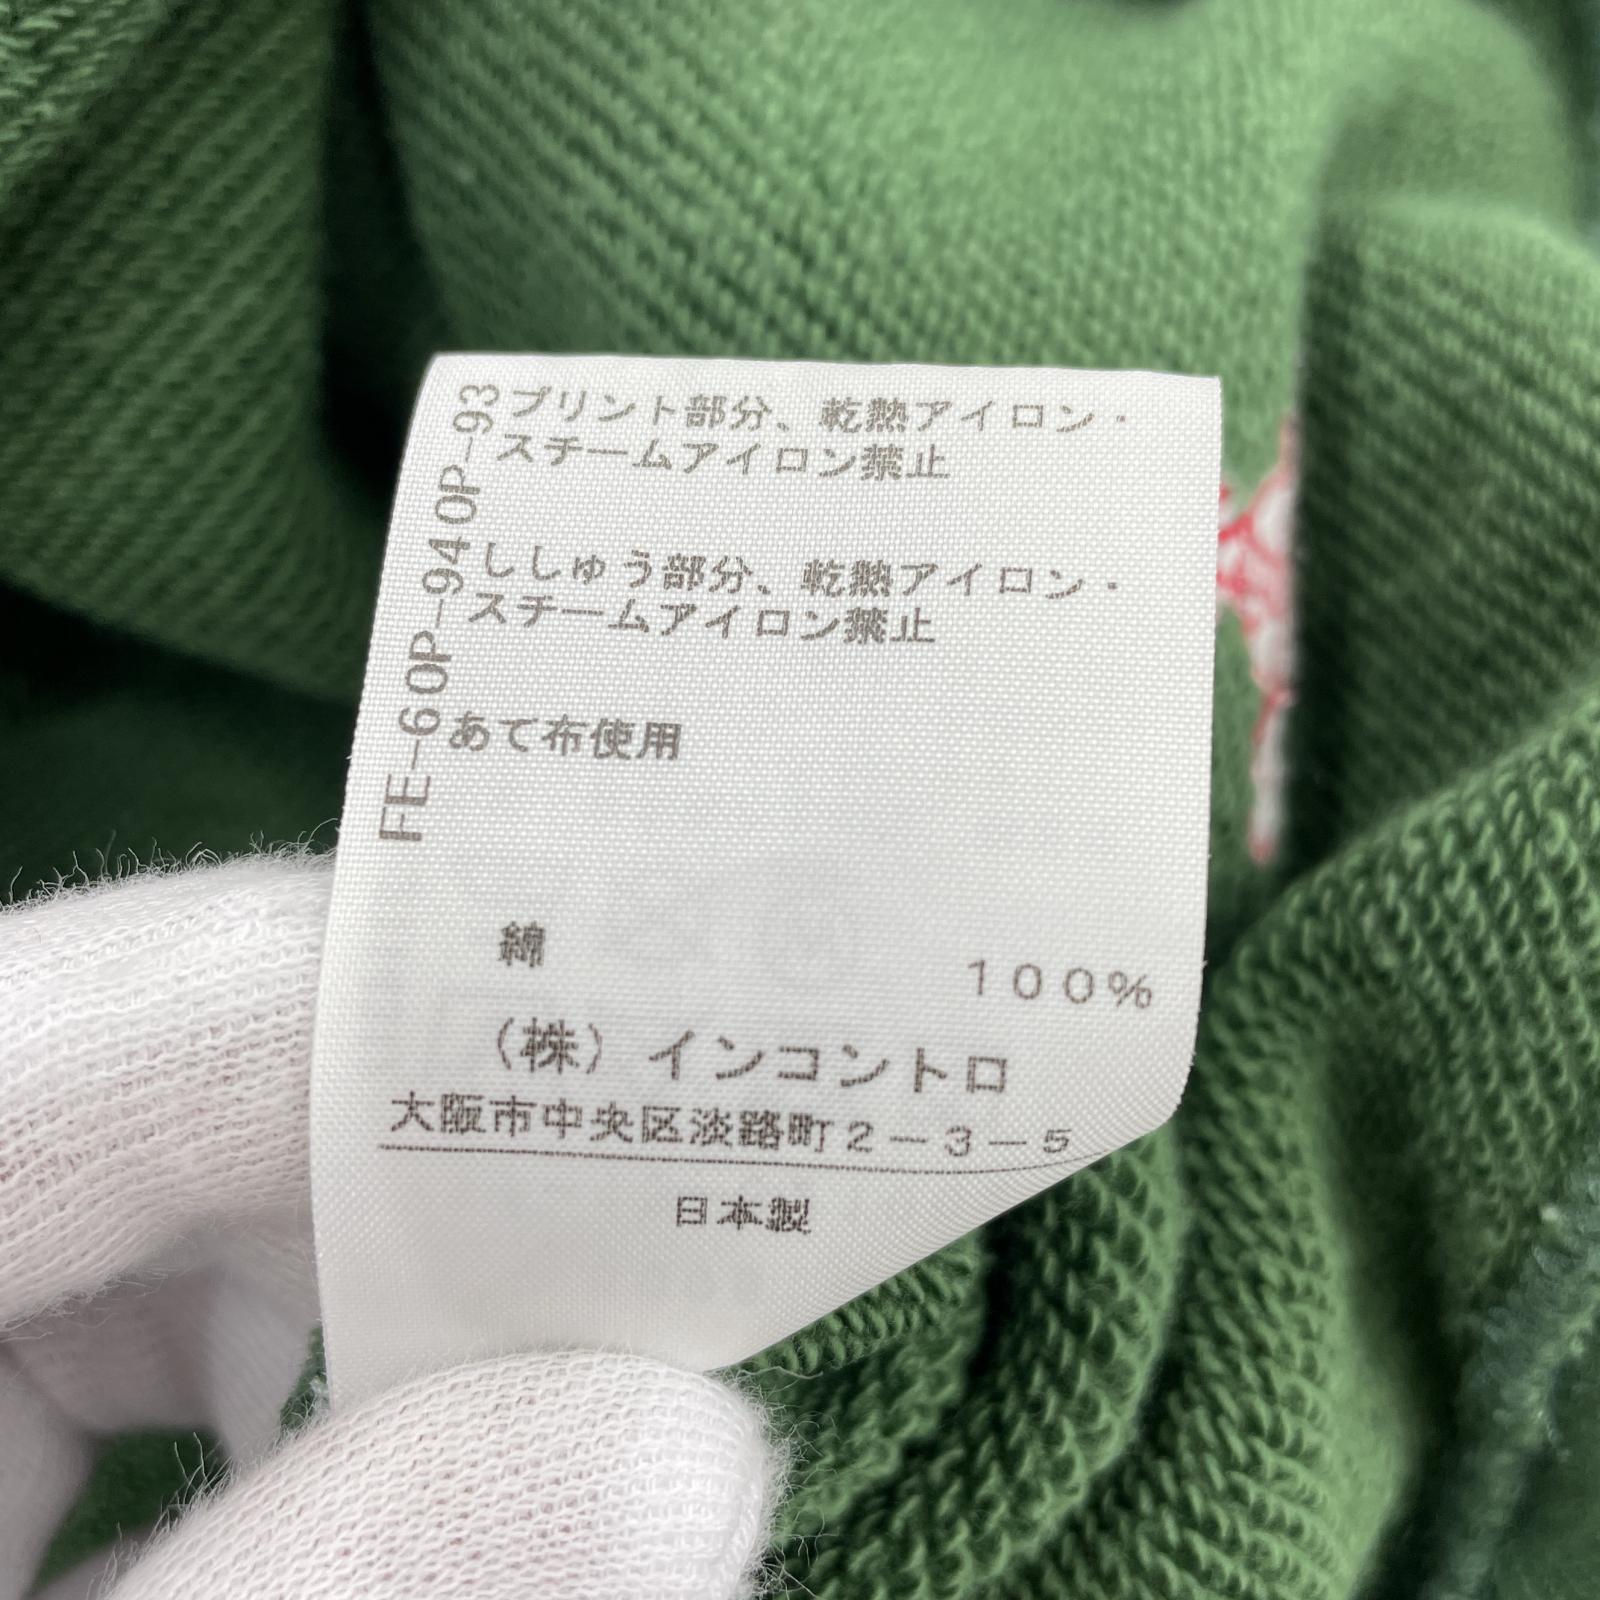 FE−60P−940P−93
プリント部分、乾熱アイロン・
スチームアイロン禁止
ししゅう部分、乾熱アイロン・
スチームアイロン禁止
あて布使用
綿 100%
(株) インコントロ
大阪市中央区淡路町2−3−5
日本製